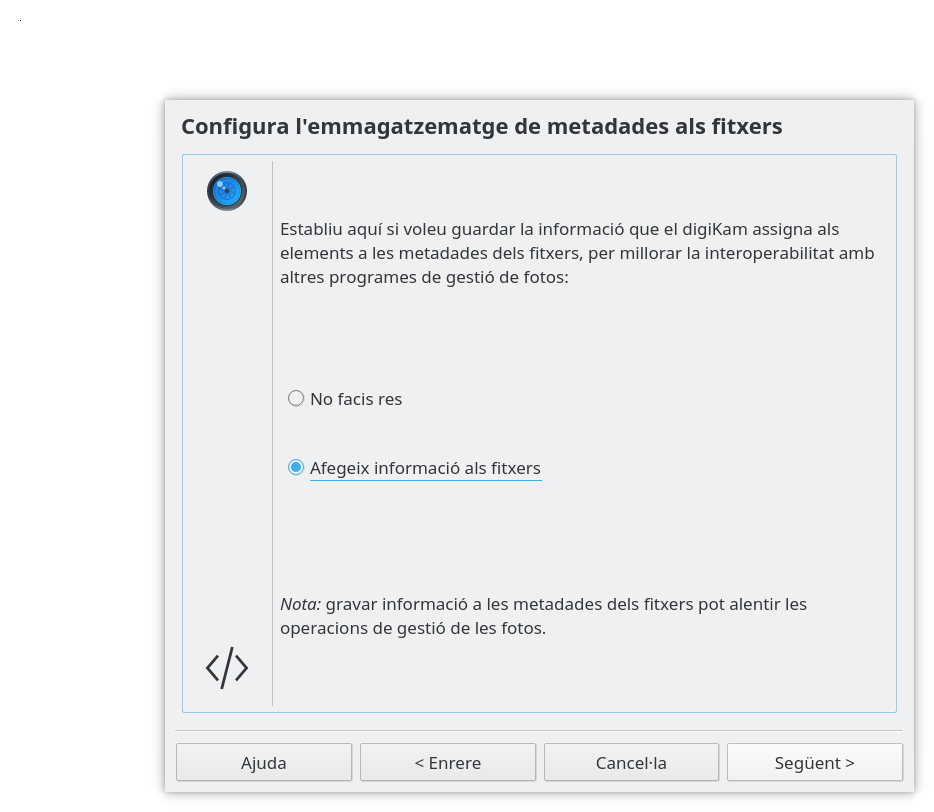 Configura l'emmagatzematge de metadades als fitxers
Establiu aquí si voleu guardar la informació que el digiKam assigna als
elements a les metadades dels fitxers, per millorar la interoperabilitat amb
altres programes de gestió de fotos:
No facis res
Afegeix informació als fitxers
Nota: gravar informació a les metadades dels fitxers pot alentir les
operacions de gestió de les fotos.
Ajuda
< Enrere
Cancel·la
Següent >